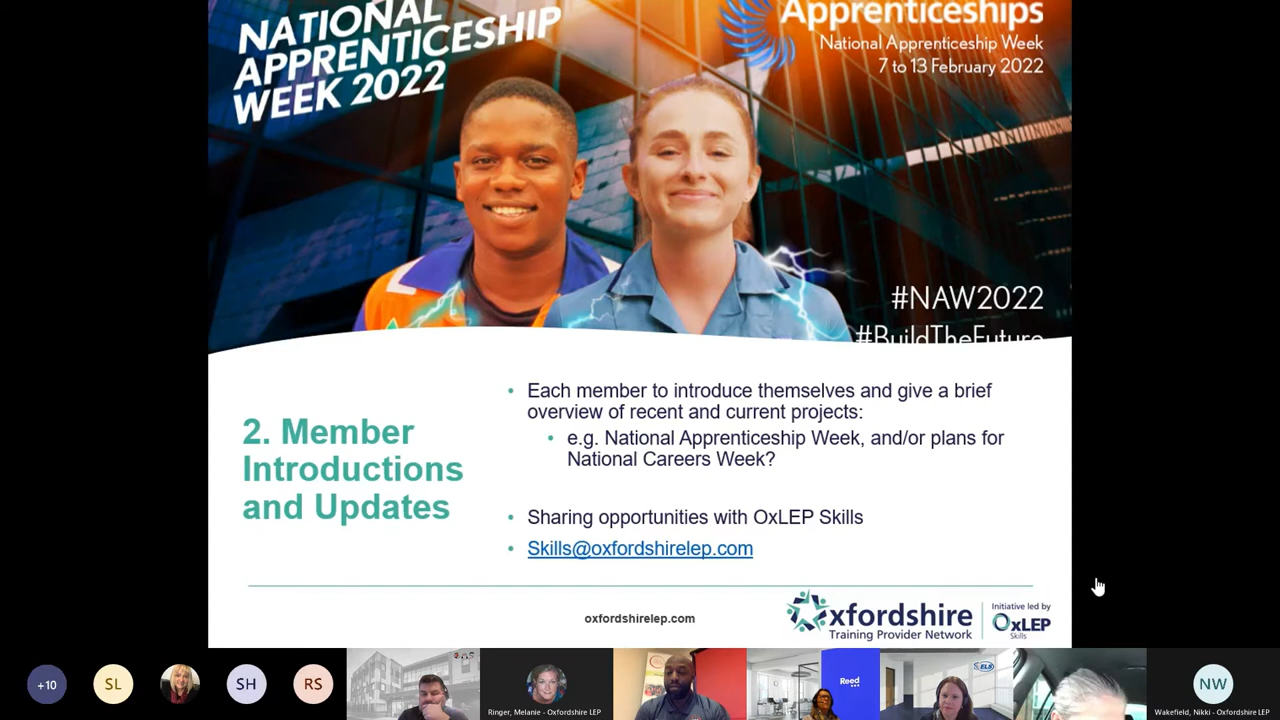 NATIONAL
APPRENTICESHIP
WEEK 2022
Apprenticeships
National Apprenticeship Week
7 to 13 February 2022
#NAW2022
#BuildTheFuture
2. Member
Introductions
and Updates
• Each member to introduce themselves and give a brief
overview of recent and current projects:
• e.g. National Apprenticeship Week, and/or plans for
National Careers Week?
• Sharing opportunities with OxLEP Skills
• Skills@oxfordshirelep.com
oxfordshirelep.com
Oxfordshire
Training Provider Network
Initiative led by
OxLEP
Skills
+10
SL
SH
RS
Ringer, Melanie - Oxfordshire LEP
Reed
ELS
NW
Wakefield, Nikki - Oxfordshire LEP